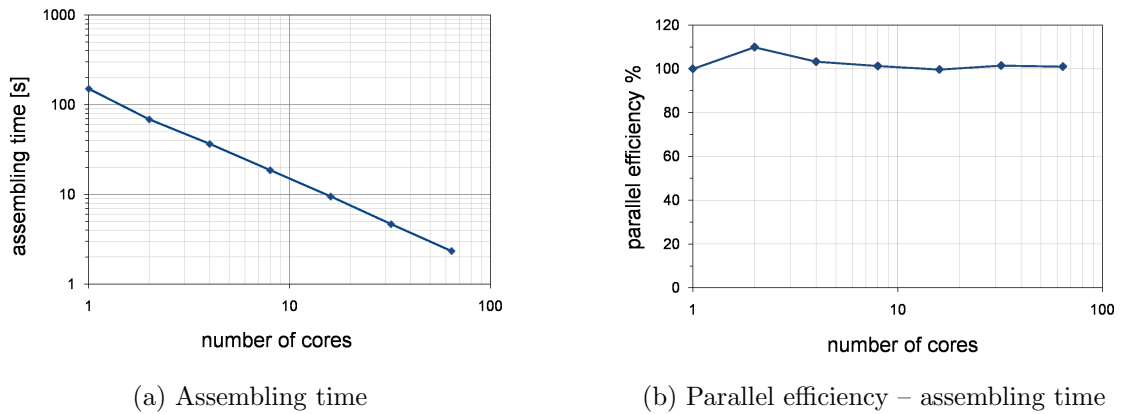 1000
100
10
1
assembling time [s]
1
10
100
number of cores
(a) Assembling time
120
100
80
60
40
20
0
parallel efficiency %
1
10
100
number of cores
(b) Parallel efficiency – assembling time